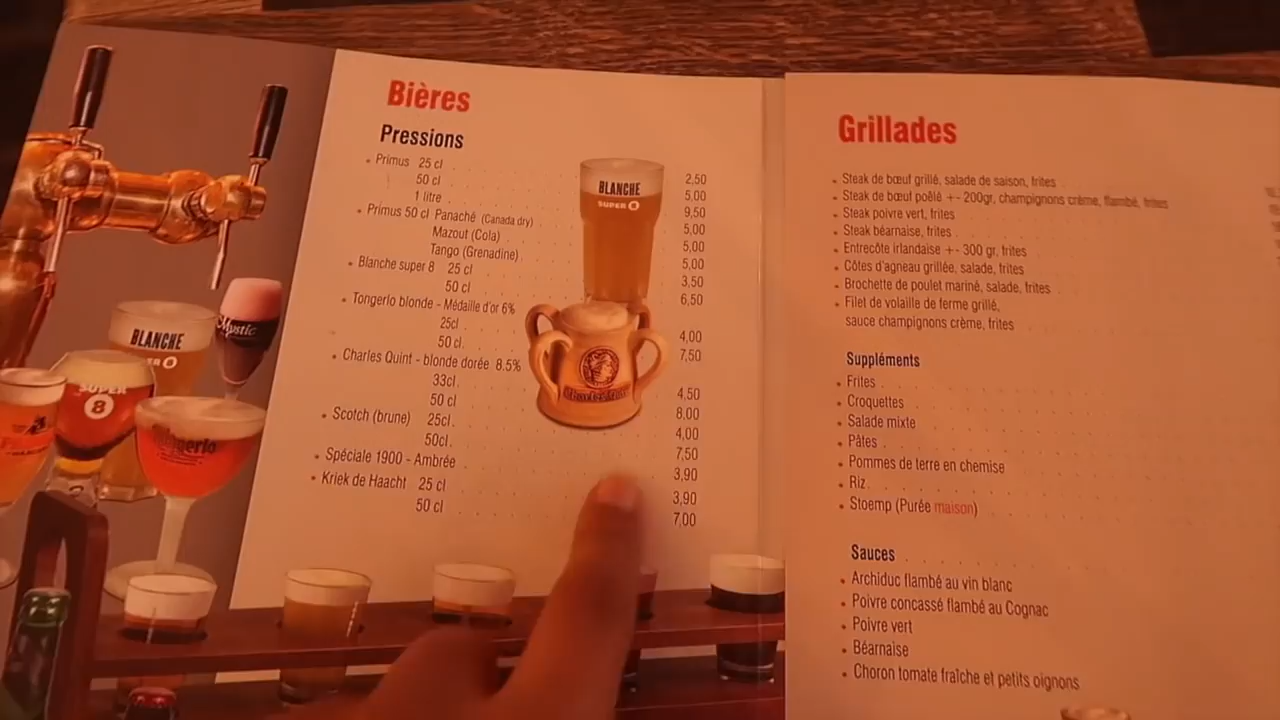 Bières
Pressions
• Primus 25 cl 2,50
50 cl 5,00
1 litre 9,50
• Primus 50 cl Panaché (Canada dry) 5,00
Mazout (Cola) 5,00
Tango (Grenadine) 5,00
• Blanche super 8 25 cl 3,50
50 cl 6,50
• Tongerlo blonde - Médaille d'or 6%
25cl 4,00
50 cl 7,50
• Charles Quint - blonde dorée 8.5%
33cl 4,50
50 cl 8,00
• Scotch (brune) 25cl 4,00
50cl 7,50
• Spéciale 1900 - Ambrée 3,90
• Kriek de Haacht 25 cl 3,90
50 cl 7,00
BLANCHE
SUPER 8
BLANCHE
Mystic
SUPER
8
Tongerlo
Grillades
• Steak de bœuf grillé, salade de saison, frites
• Steak de bœuf poêlé +- 200gr, champignons crème, flambé, frites
• Steak poivre vert, frites
• Steak béarnaise, frites
• Entrecôte irlandaise +- 300 gr, frites
• Côtes d'agneau grillée, salade, frites
• Brochette de poulet mariné, salade, frites
• Filet de volaille de ferme grillé,
sauce champignons crème, frites
Suppléments
• Frites
• Croquettes
• Salade mixte
• Pâtes
• Pommes de terre en chemise
• Riz
• Stoemp (Purée maison)
Sauces
• Archiduc flambé au vin blanc
• Poivre concassé flambé au Cognac
• Poivre vert
• Béarnaise
• Choron tomate fraîche et petits oignons